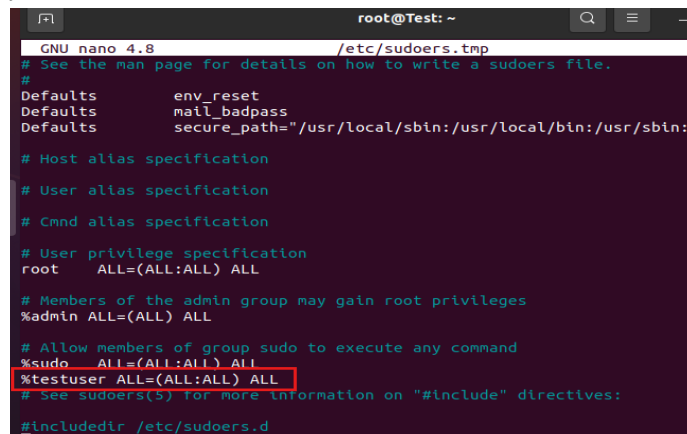 root@Test: ~
GNU nano 4.8 /etc/sudoers.tmp
# See the man page for details on how to write a sudoers file.
#
Defaults env_reset
Defaults mail_badpass
Defaults secure_path="/usr/local/sbin:/usr/local/bin:/usr/sbin:
# Host alias specification
# User alias specification
# Cmnd alias specification
# User privilege specification
root ALL=(ALL:ALL) ALL
# Members of the admin group may gain root privileges
%admin ALL=(ALL) ALL
# Allow members of group sudo to execute any command
%sudo ALL=(ALL:ALL) ALL
%testuser ALL=(ALL:ALL) ALL
# See sudoers(5) for more information on "#include" directives:
#includedir /etc/sudoers.d